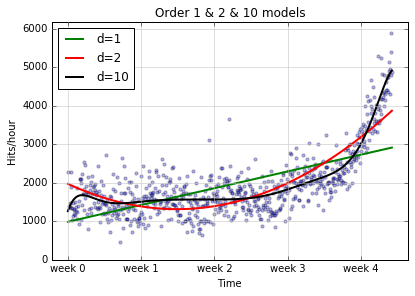 Order 1 & 2 & 10 models
d=1
d=2
d=10
6000
5000
4000
3000
2000
1000
0
Hits/hour
week 0 week 1 week 2 week 3 week 4
Time